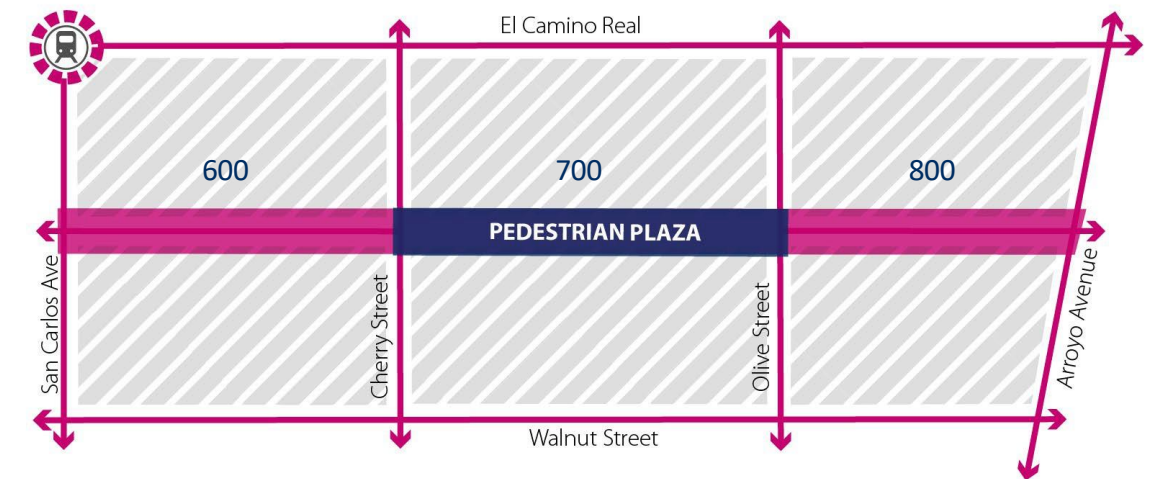 El Camino Real
600
700
800
PEDESTRIAN PLAZA
San Carlos Ave
Cherry Street
Olive Street
Arroyo Avenue
Walnut Street